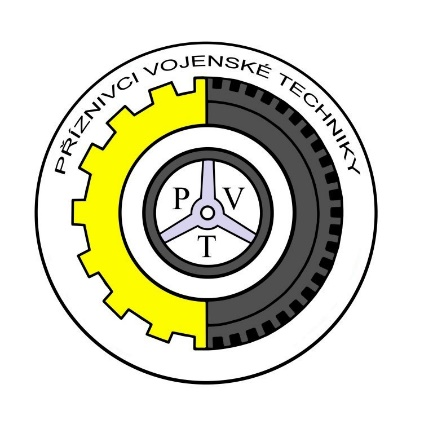 PŘÍZNIVCI VOJENSKÉ TECHNIKY
P V
T